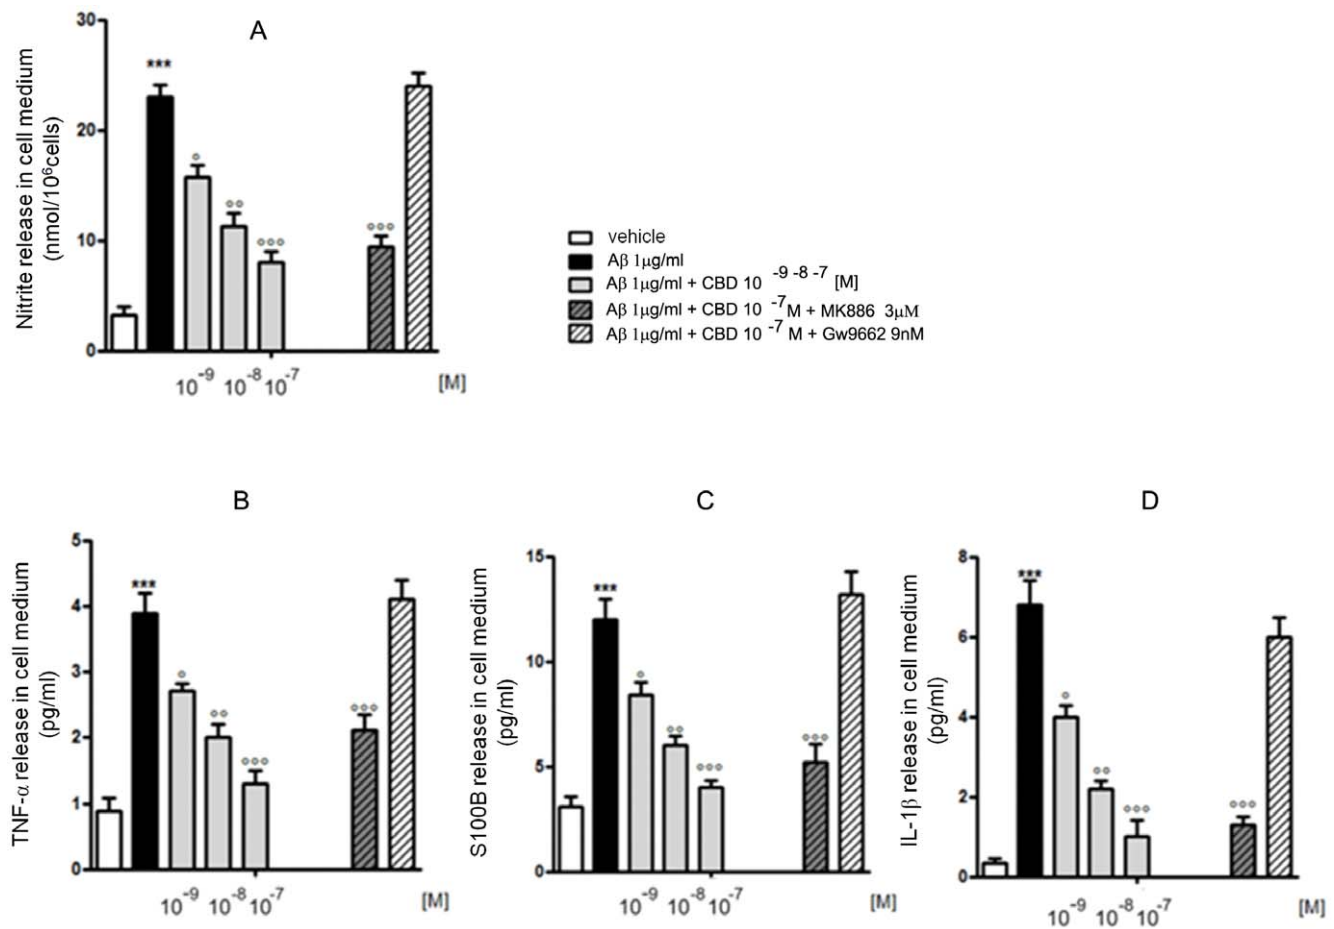 A
Nitrite release in cell medium
(nmol/10⁶cells)
30
20
10
0
***
°
°°
°°°
°°°
10⁻⁹ 10⁻⁸ 10⁻⁷ [M]
vehicle
Aβ 1µg/ml
Aβ 1µg/ml + CBD 10 ⁻⁹ ⁻⁸ ⁻⁷ [M]
Aβ 1µg/ml + CBD 10 ⁻⁷ M + MK886 3µM
Aβ 1µg/ml + CBD 10 ⁻⁷ M + Gw9662 9nM
B
TNF-α release in cell medium
(pg/ml)
5
4
3
2
1
0
***
°
°°
°°°
°°°
10⁻⁹ 10⁻⁸ 10⁻⁷ [M]
C
S100B release in cell medium
(pg/ml)
15
10
5
0
***
°
°°
°°°
°°°
10⁻⁹ 10⁻⁸ 10⁻⁷ [M]
D
IL-1β release in cell medium
(pg/ml)
8
6
4
2
0
***
°
°°
°°°
°°°
10⁻⁹ 10⁻⁸ 10⁻⁷ [M]